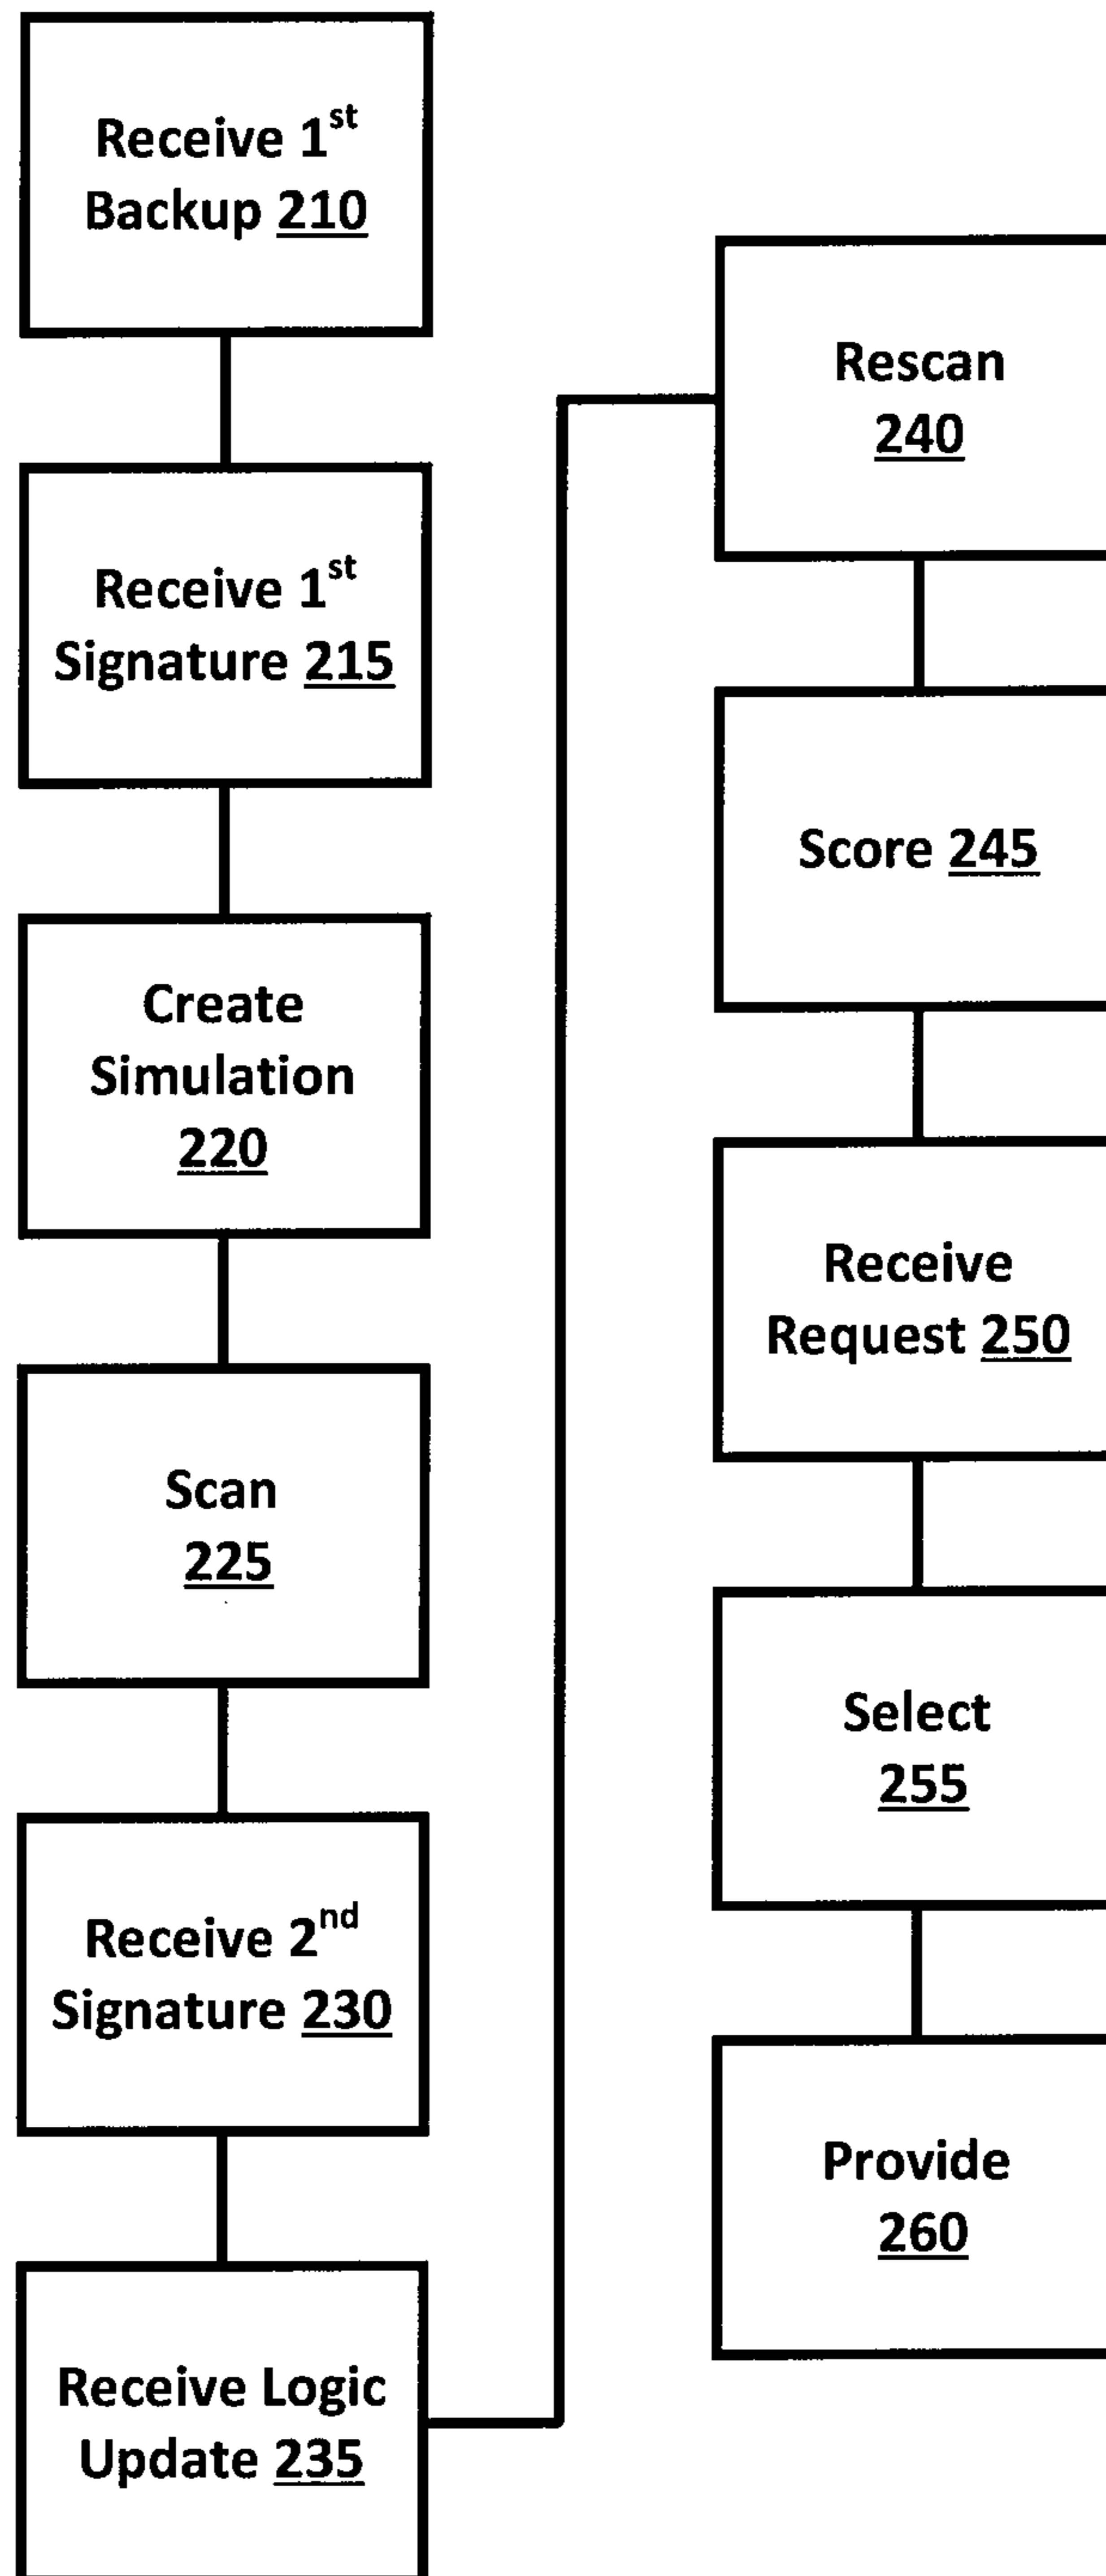 Receive 1st
Backup 210
Receive 1st
Signature 215
Create
Simulation
220
Scan
225
Receive 2nd
Signature 230
Receive Logic
Update 235
Rescan
240
Score 245
Receive
Request 250
Select
255
Provide
260